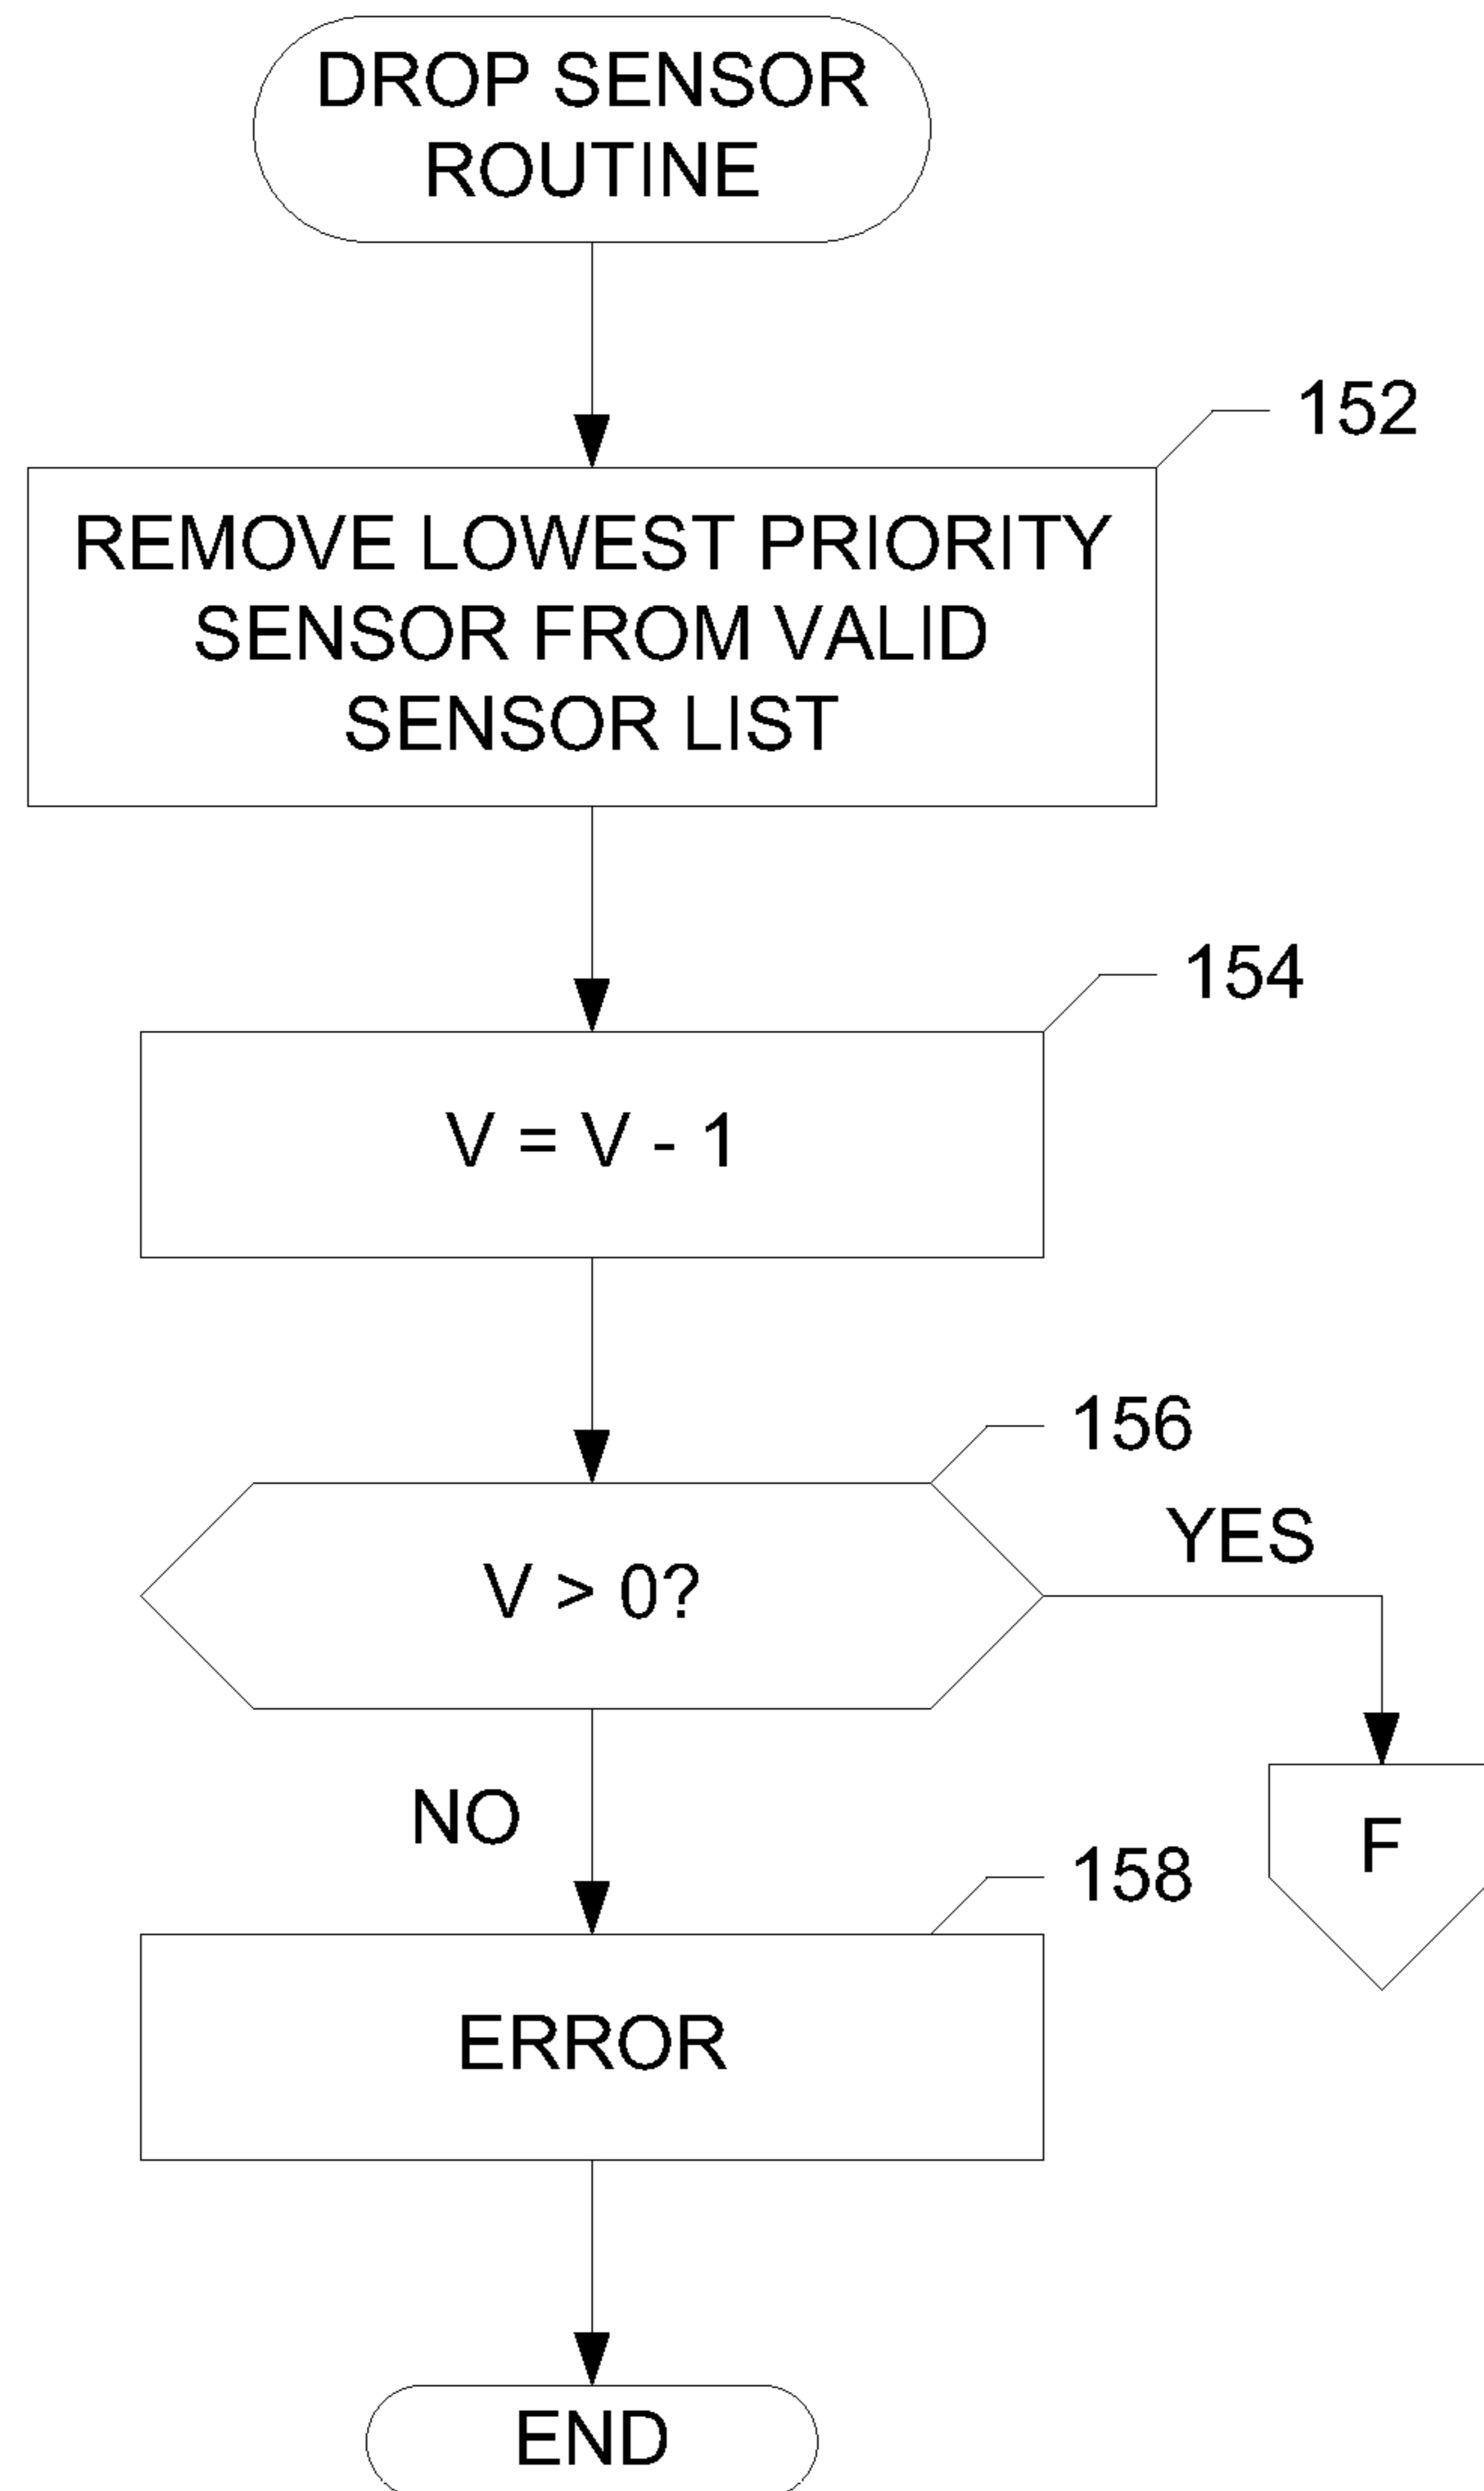 DROP SENSOR
ROUTINE
152
REMOVE LOWEST PRIORITY
SENSOR FROM VALID
SENSOR LIST
154
V = V - 1
156
V > 0?
YES
NO
F
158
ERROR
END